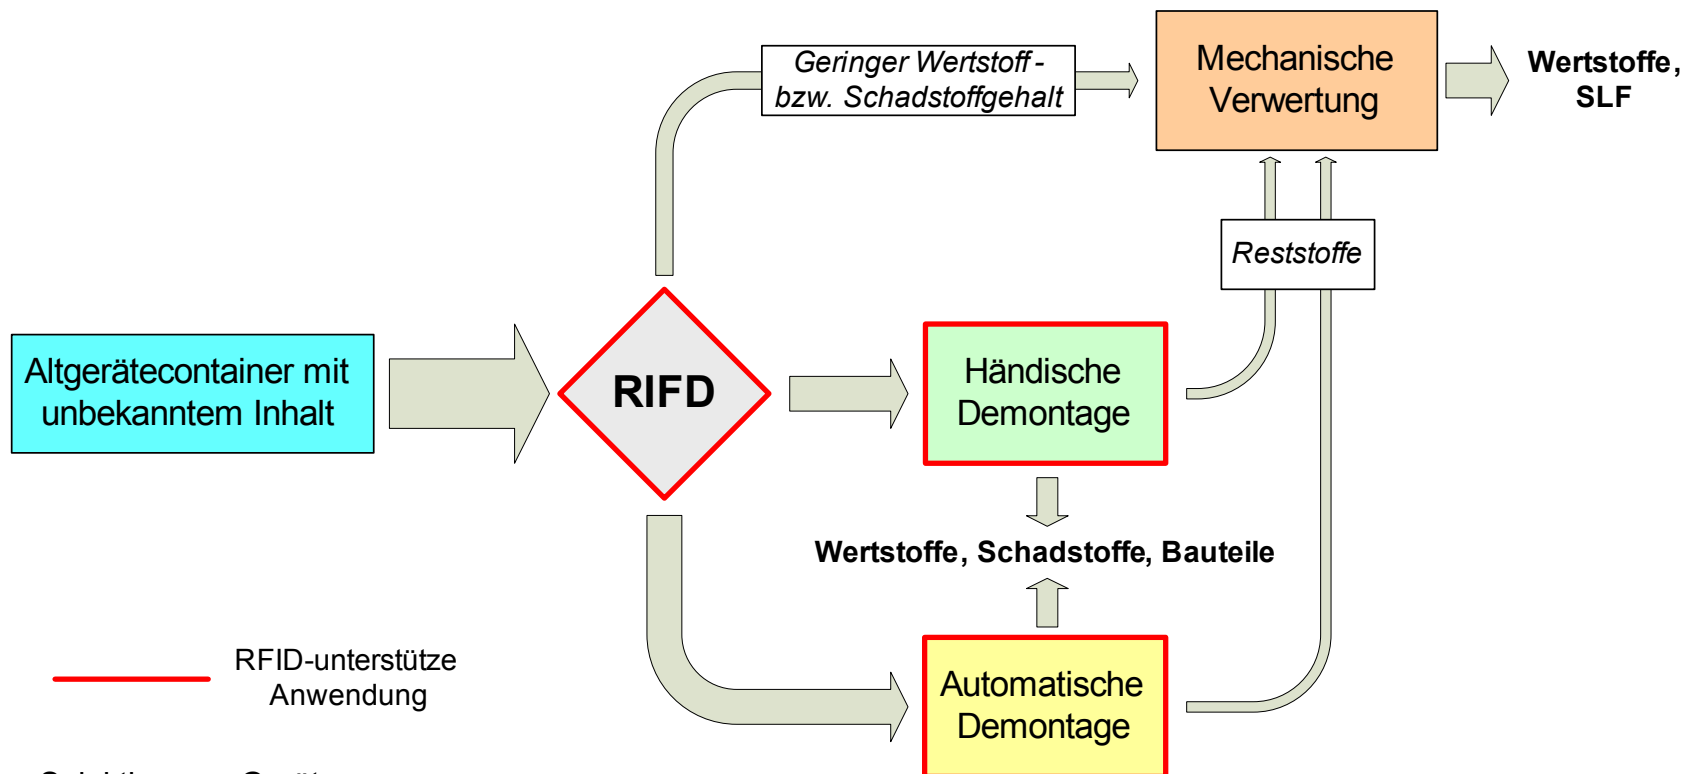 Geringer Wertstoff-
bzw. Schadstoffgehalt
Mechanische
Verwertung
Wertstoffe,
SLF
Reststoffe
Altgerätecontainer mit
unbekanntem Inhalt
RIFD
Händische
Demontage
Wertstoffe, Schadstoffe, Bauteile
RFID-unterstütze
Anwendung
Automatische
Demontage